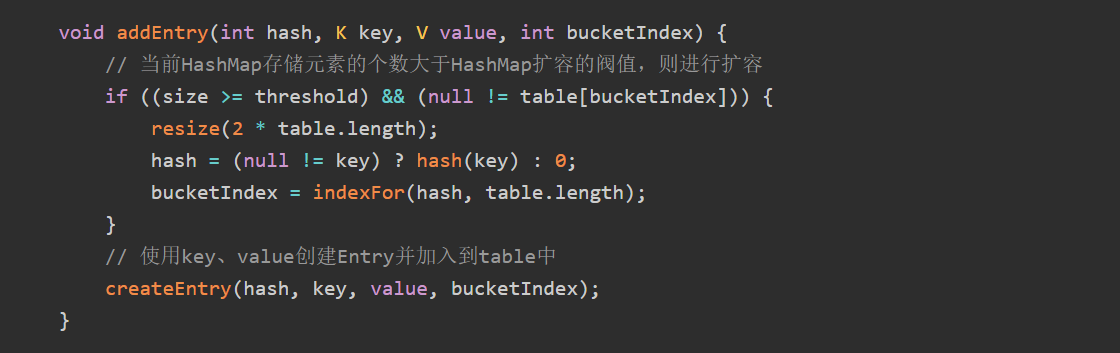 void addEntry(int hash, K key, V value, int bucketIndex) {
    // 当前HashMap存储元素的个数大于HashMap扩容的阀值，则进行扩容
    if ((size >= threshold) && (null != table[bucketIndex])) {
        resize(2 * table.length);
        hash = (null != key) ? hash(key) : 0;
        bucketIndex = indexFor(hash, table.length);
    }
    // 使用key、value创建Entry并加入到table中
    createEntry(hash, key, value, bucketIndex);
}